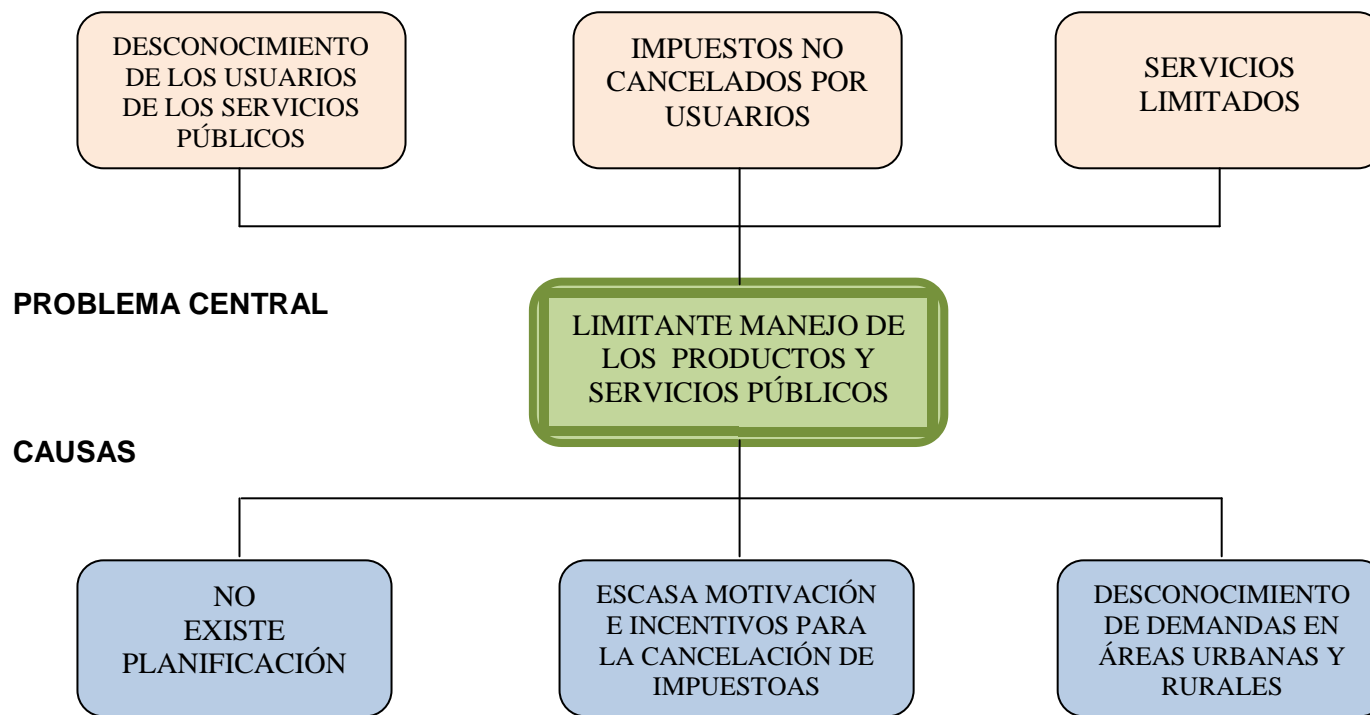 DESCONOCIMIENTO
DE LOS USUARIOS
DE LOS SERVICIOS
PÚBLICOS
IMPUESTOS NO
CANCELADOS POR
USUARIOS
SERVICIOS
LIMITADOS
PROBLEMA CENTRAL
LIMITANTE MANEJO DE
LOS PRODUCTOS Y
SERVICIOS PÚBLICOS
CAUSAS
NO
EXISTE
PLANIFICACIÓN
ESCASA MOTIVACIÓN
E INCENTIVOS PARA
LA CANCELACIÓN DE
IMPUESTOAS
DESCONOCIMIENTO
DE DEMANDAS EN
ÁREAS URBANAS Y
RURALES